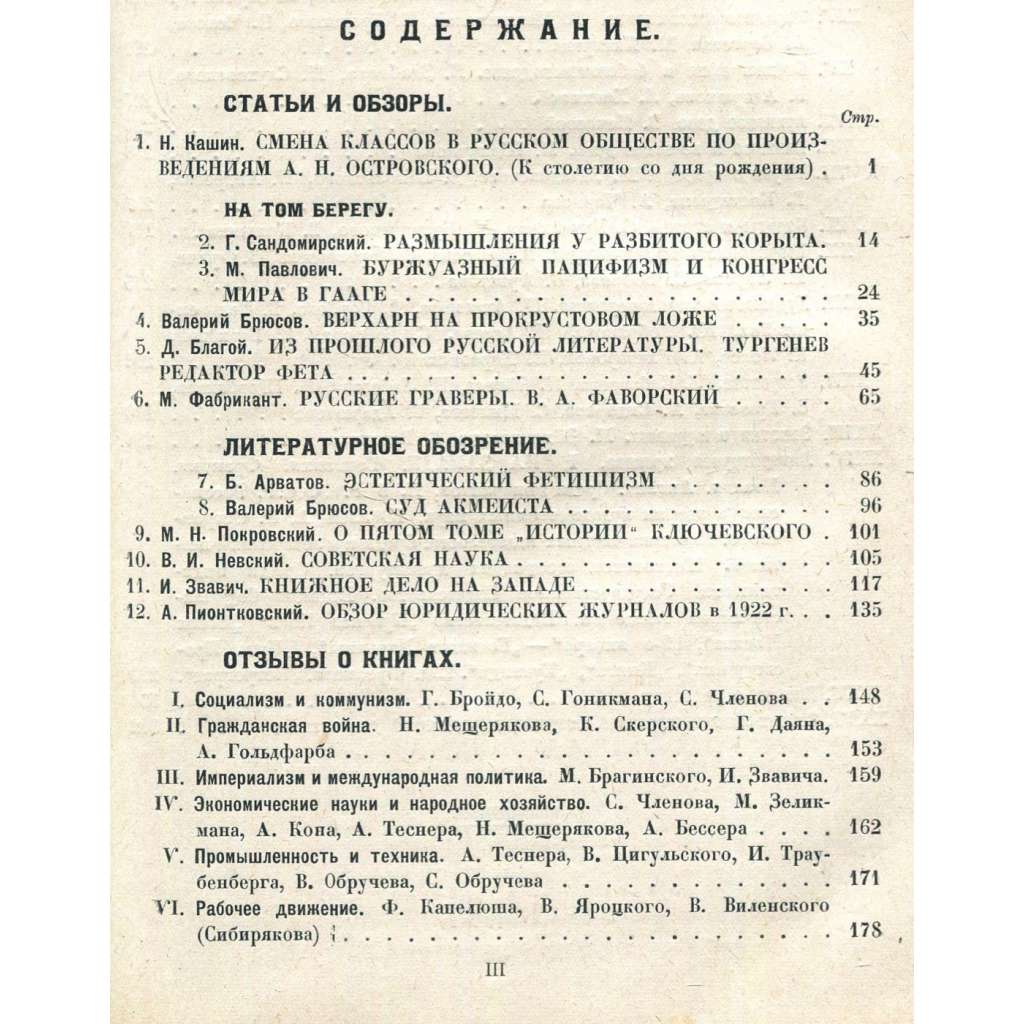 СОДЕРЖАНИЕ.
СТАТЬИ И ОБЗОРЫ.
Стр.
1. Н. Кашин. СМЕНА КЛАССОВ В РУССКОМ ОБЩЕСТВЕ ПО ПРОИЗ-
ВЕДЕНИЯМ А. Н. ОСТРОВСКОГО. (К столетию со дня рождения) . 1
НА ТОМ БЕРЕГУ.
2. Г. Сандомирский. РАЗМЫШЛЕНИЯ У РАЗБИТОГО КОРЫТА. 14
3. М. Павлович. БУРЖУАЗНЫЙ ПАЦИФИЗМ И КОНГРЕСС
МИРА В ГААГЕ . . . . . . . . . . . . . . . . . 24
4. Валерий Брюсов. ВЕРХАРН НА ПРОКРУСТОВОМ ЛОЖЕ . . . . . 35
5. Д. Благой. ИЗ ПРОШЛОГО РУССКОЙ ЛИТЕРАТУРЫ. ТУРГЕНЕВ
РЕДАКТОР ФЕТА . . . . . . . . . . . . . . . . . . . 45
6. М. Фабрикант. РУССКИЕ ГРАВЕРЫ. В. А. ФАВОРСКИЙ . . . . . 65
ЛИТЕРАТУРНОЕ ОБОЗРЕНИЕ.
7. Б. Арватов. ЭСТЕТИЧЕСКИЙ ФЕТИШИЗМ . . . . . . . 86
8. Валерий Брюсов. СУД АКМЕИСТА . . . . . . . . . . . 96
9. М. Н. Покровский. О ПЯТОМ ТОМЕ „ИСТОРИИ“ КЛЮЧЕВСКОГО . 101
10. В. И. Невский. СОВЕТСКАЯ НАУКА . . . . . . . . . . . . 105
11. И. Звавич. КНИЖНОЕ ДЕЛО НА ЗАПАДЕ . . . . . . . . . . 117
12. А. Пионтковский. ОБЗОР ЮРИДИЧЕСКИХ ЖУРНАЛОВ в 1922 г. . . 135
ОТЗЫВЫ О КНИГАХ.
I. Социализм и коммунизм. Г. Бройдо, С. Гоникмана, С. Членова . . 148
II. Гражданская война. Н. Мещерякова, К. Скерского, Г. Даяна,
А. Гольдфарба . . . . . . . . . . . . . . . . . . . 153
III. Империализм и международная политика. М. Брагинского, И. Звавича. 159
IV. Экономические науки и народное хозяйство. С. Членова, М. Зелик-
мана, А. Кона, А. Теснера, Н. Мещерякова, А. Бессера . . . . 162
V. Промышленность и техника. А. Теснера, В. Цигульского, И. Трау-
бенберга, В. Обручева, С. Обручева . . . . . . . . . . . 171
VI. Рабочее движение. Ф. Капелюша, В. Яроцкого, В. Виленского
(Сибирякова) . . . . . . . . . . . . . . . . . . . 178
III